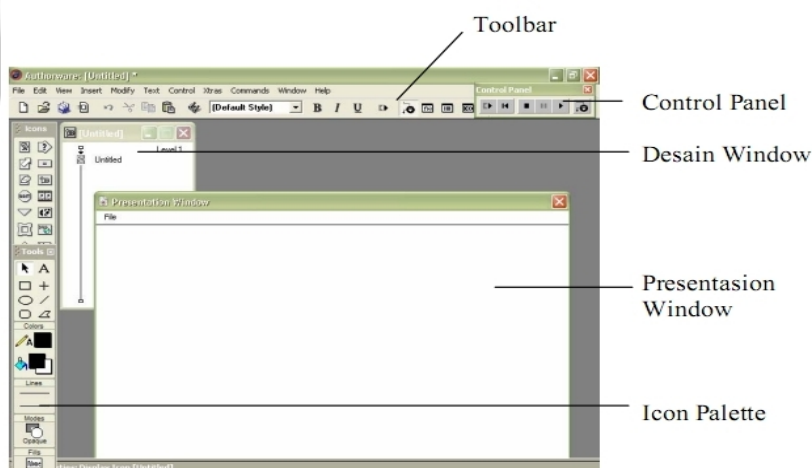 Toolbar
Authorware: [Untitled] *
File Edit View Insert Modify Text Control Xtras Commands Window Help
(Default Style) B I U
Control Panel
Control Panel
Icons
[Untitled]
Level 1
Untitled
Desain Window
Presentation Window
File
Tools
A
Presentasion
Window
Colors
A
Lines
Icon Palette
Modes
Opaque
Fills
None